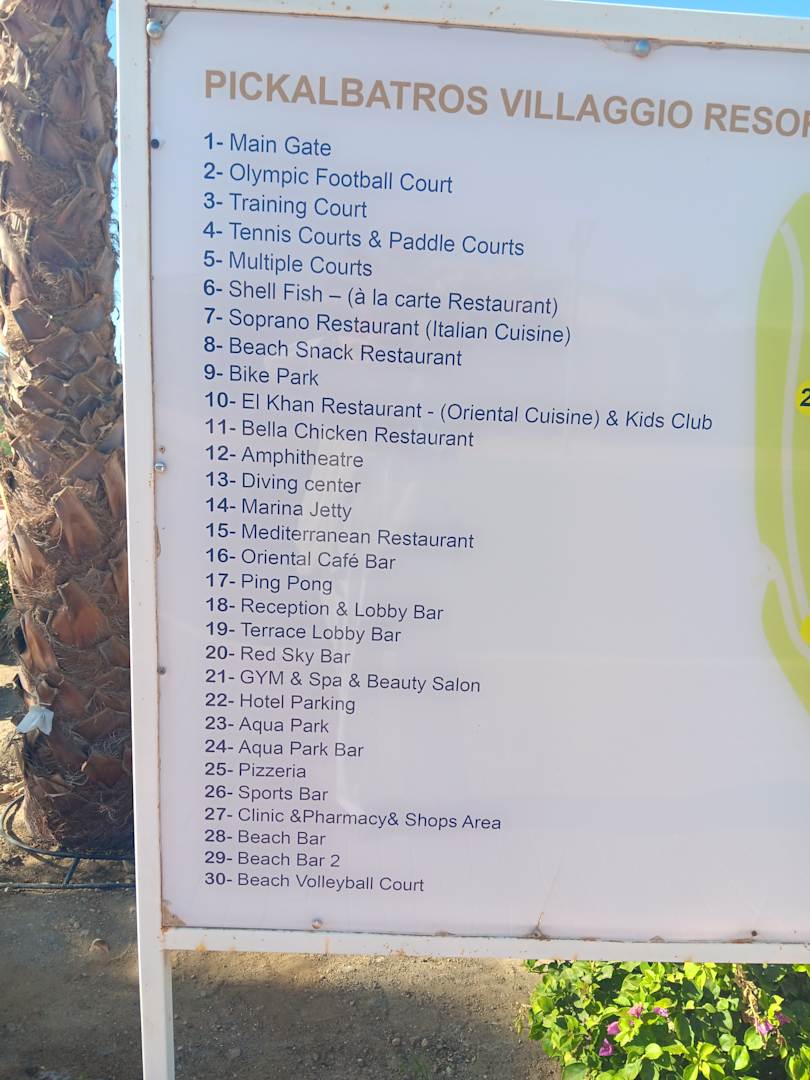 PICKALBATROS VILLAGGIO
1- Main Gate
2- Olympic Football Court
3- Training Court
4- Tennis Courts & Paddle Courts
5- Multiple Courts
6- Shell Fish – (à la carte Restaurant)
7- Soprano Restaurant (Italian Cuisine)
8- Beach Snack Restaurant
9- Bike Park
10- El Khan Restaurant - (Oriental Cuisine) & Kids Club
11- Bella Chicken Restaurant
12- Amphitheatre
13- Diving center
14- Marina Jetty
15- Mediterranean Restaurant
16- Oriental Café Bar
17- Ping Pong
18- Reception & Lobby Bar
19- Terrace Lobby Bar
20- Red Sky Bar
21- GYM & Spa & Beauty Salon
22- Hotel Parking
23- Aqua Park
24- Aqua Park Bar
25- Pizzeria
26- Sports Bar
27- Clinic &Pharmacy& Shops Area
28- Beach Bar
29- Beach Bar 2
30- Beach Volleyball Court